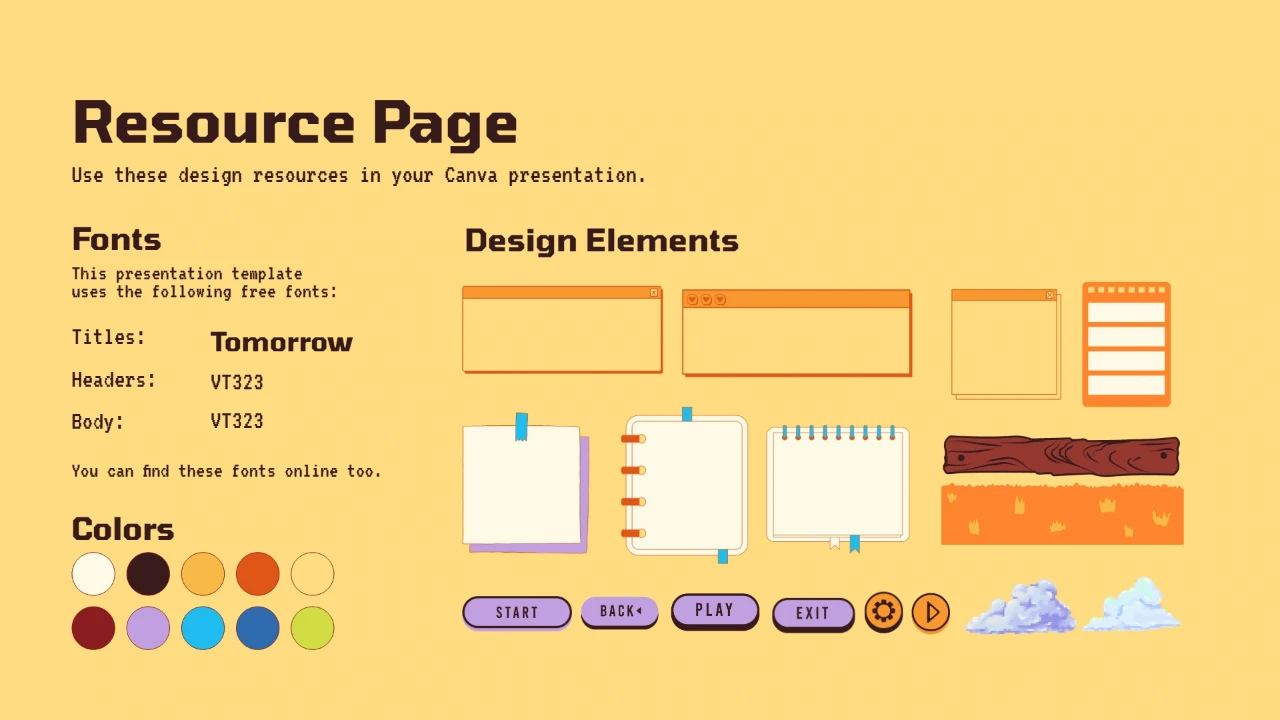 Resource Page
Use these design resources in your Canva presentation.
Fonts
This presentation template
uses the following free fonts:
Titles: Tomorrow
Headers: VT323
Body: VT323
You can find these fonts online too.
Colors
Design Elements
START
BACK
PLAY
EXIT